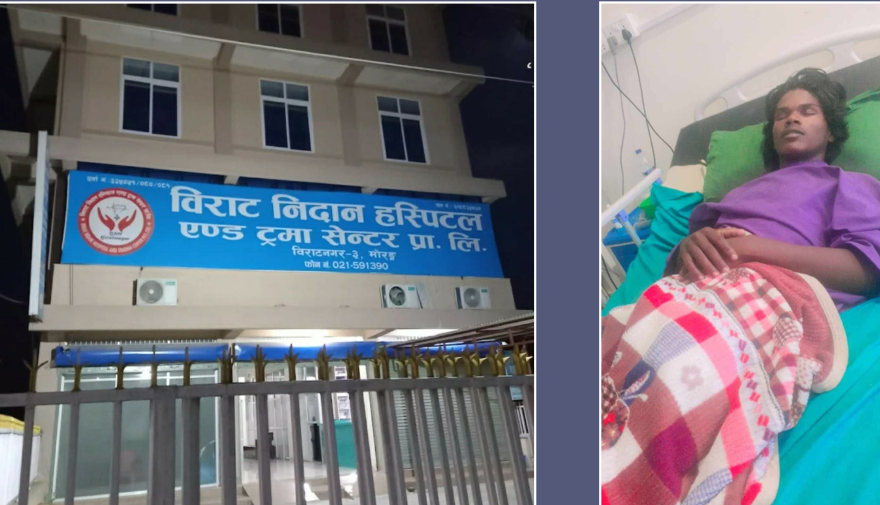 विराट निदान हस्पिटल
एण्ड ट्रमा सेन्टर प्रा. लि.
विराटनगर-३, मोरङ
फोन नं. 021-591390